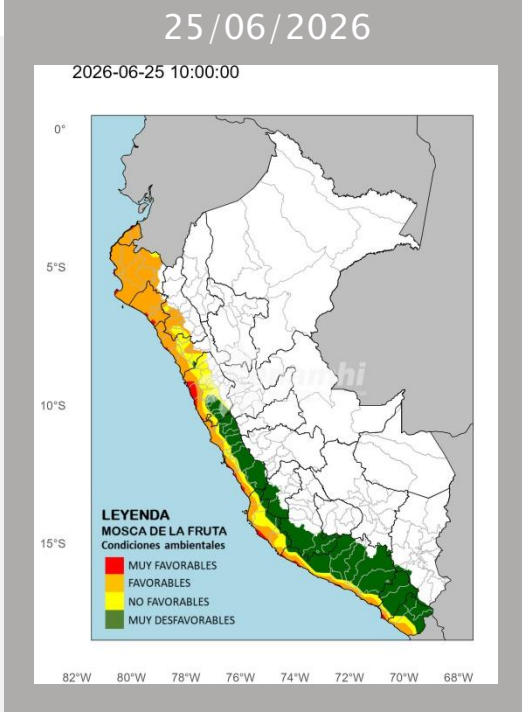 25/06/2026
2026-06-25 10:00:00
0°
5°S
10°S
15°S
LEYENDA
MOSCA DE LA FRUTA
Condiciones ambientales
MUY FAVORABLES
FAVORABLES
NO FAVORABLES
MUY DESFAVORABLES
82°W 80°W 78°W 76°W 74°W 72°W 70°W 68°W